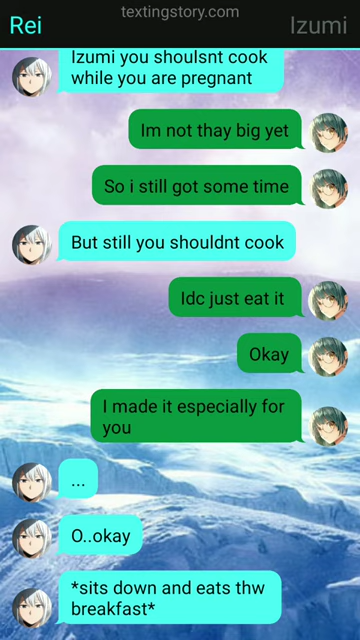 textingstory.com
Rei
Izumi
Izumi you shoulsnt cook
while you are pregnant
Im not thay big yet
So i still got some time
But still you shouldnt cook
Idc just eat it
Okay
I made it especially for
you
...
O..okay
*sits down and eats thw
breakfast*